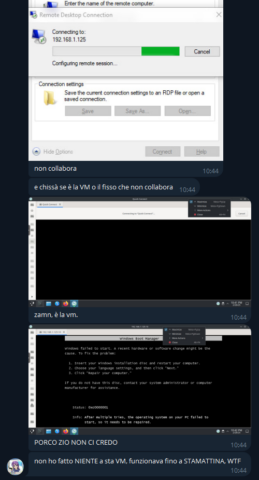 Enter the name of the remote computer.
Remote Desktop Connection
Connecting to:
192.168.1.125
Cancel
Configuring remote session...
Connection settings
Save the current connection settings to an RDP file or open a
saved connection.
Save
Save As...
Open...
Hide Options
Connect
Help
10:44
non collabora
10:44
e chissà se è la VM o il fisso che non collabora
10:44
10:44
zamn, è la vm.
Windows Boot Manager
Windows failed to start. A recent hardware or software change might be the
cause. To fix the problem:
1. Insert your Windows installation disc and restart your computer.
2. Choose your language settings, and then click "Next."
3. Click "Repair your computer."
If you do not have this disc, contact your system administrator or computer
manufacturer for assistance.
Info: After multiple tries, the operating system on your PC failed to
start, so it needs to be repaired.
10:44
PORCO ZIO NON CI CREDO
10:44
non ho fatto NIENTE a sta VM, funzionava fino a STAMATTINA, WTF
10:44